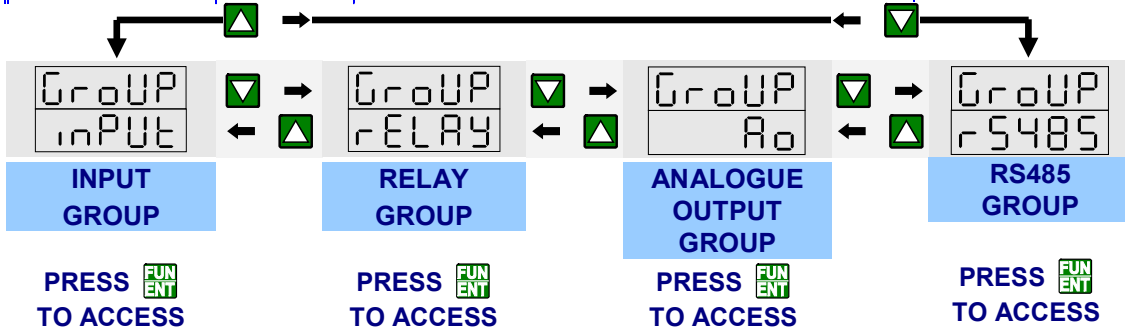 GroUP
inPUt
GroUP
rELAY
GroUP
Ao
GroUP
rS485
INPUT
GROUP
RELAY
GROUP
ANALOGUE
OUTPUT
GROUP
RS485
GROUP
PRESS FUN ENT
TO ACCESS
PRESS FUN ENT
TO ACCESS
PRESS FUN ENT
TO ACCESS
PRESS FUN ENT
TO ACCESS